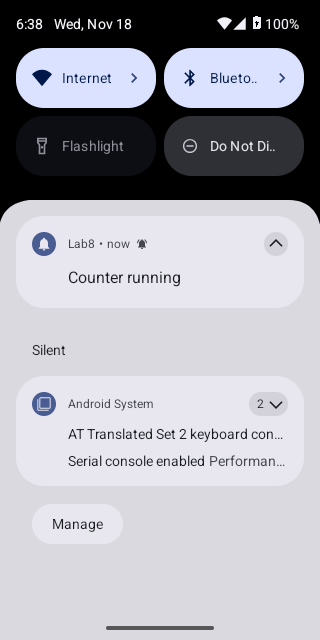 6:38 Wed, Nov 18 100%
Internet Blueto..
Flashlight Do Not Di..
Lab8 • now
Counter running
Silent
Android System 2
AT Translated Set 2 keyboard con…
Serial console enabled Performan…
Manage